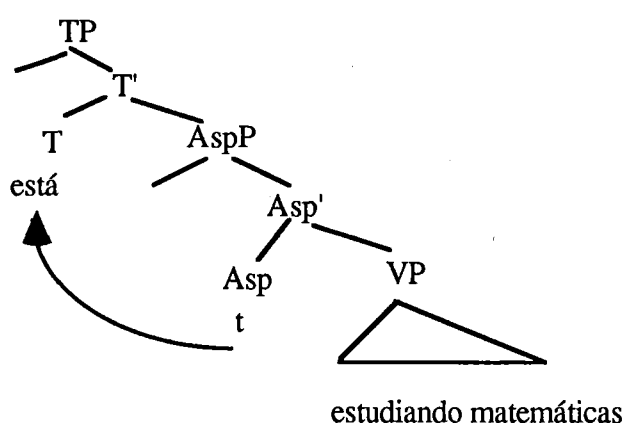 TP
T'
T
AspP
está
Asp'
Asp
VP
t
estudiando matemáticas